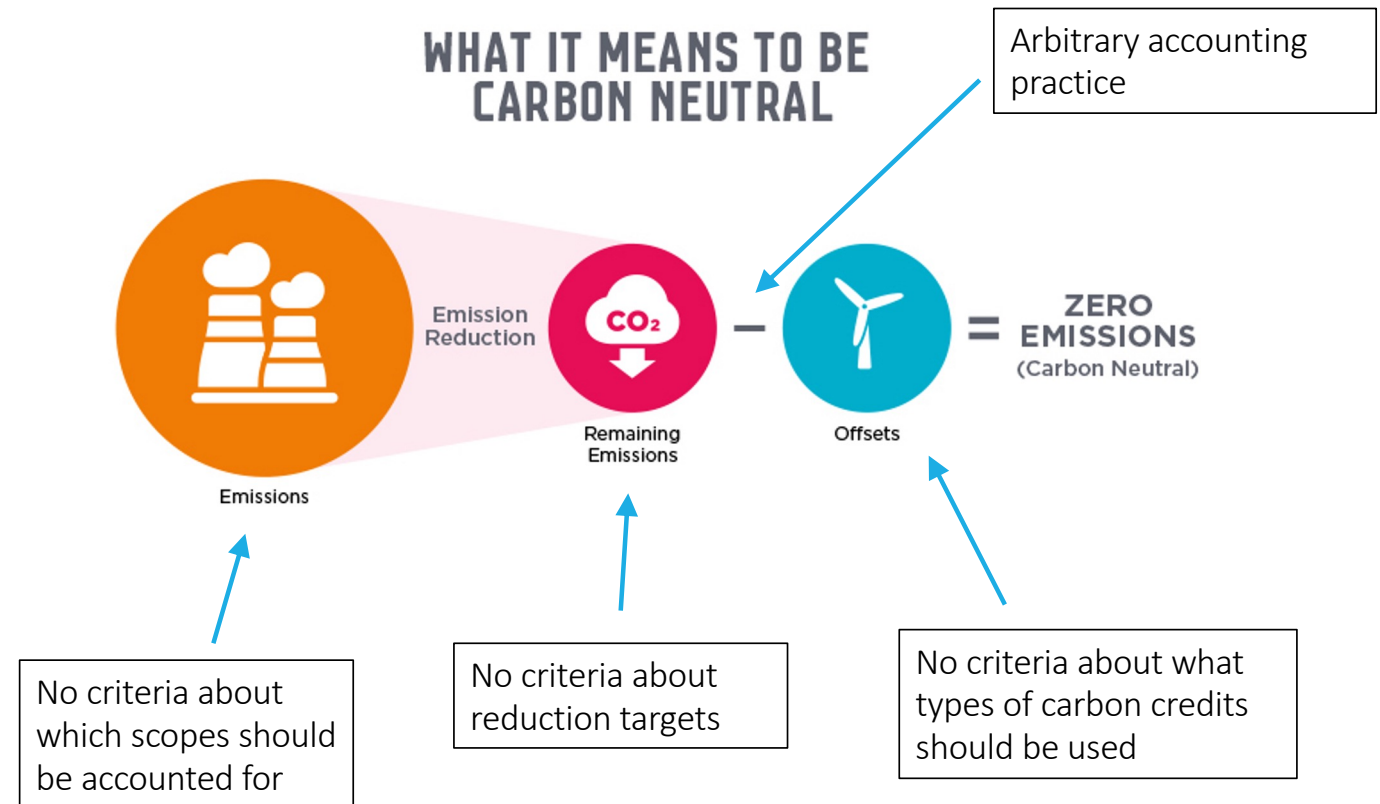 WHAT IT MEANS TO BE
CARBON NEUTRAL
Arbitrary accounting
practice
Emission
Reduction
CO₂
–
=
ZERO
EMISSIONS
(Carbon Neutral)
Emissions
Remaining
Emissions
Offsets
No criteria about
which scopes should
be accounted for
No criteria about
reduction targets
No criteria about what
types of carbon credits
should be used